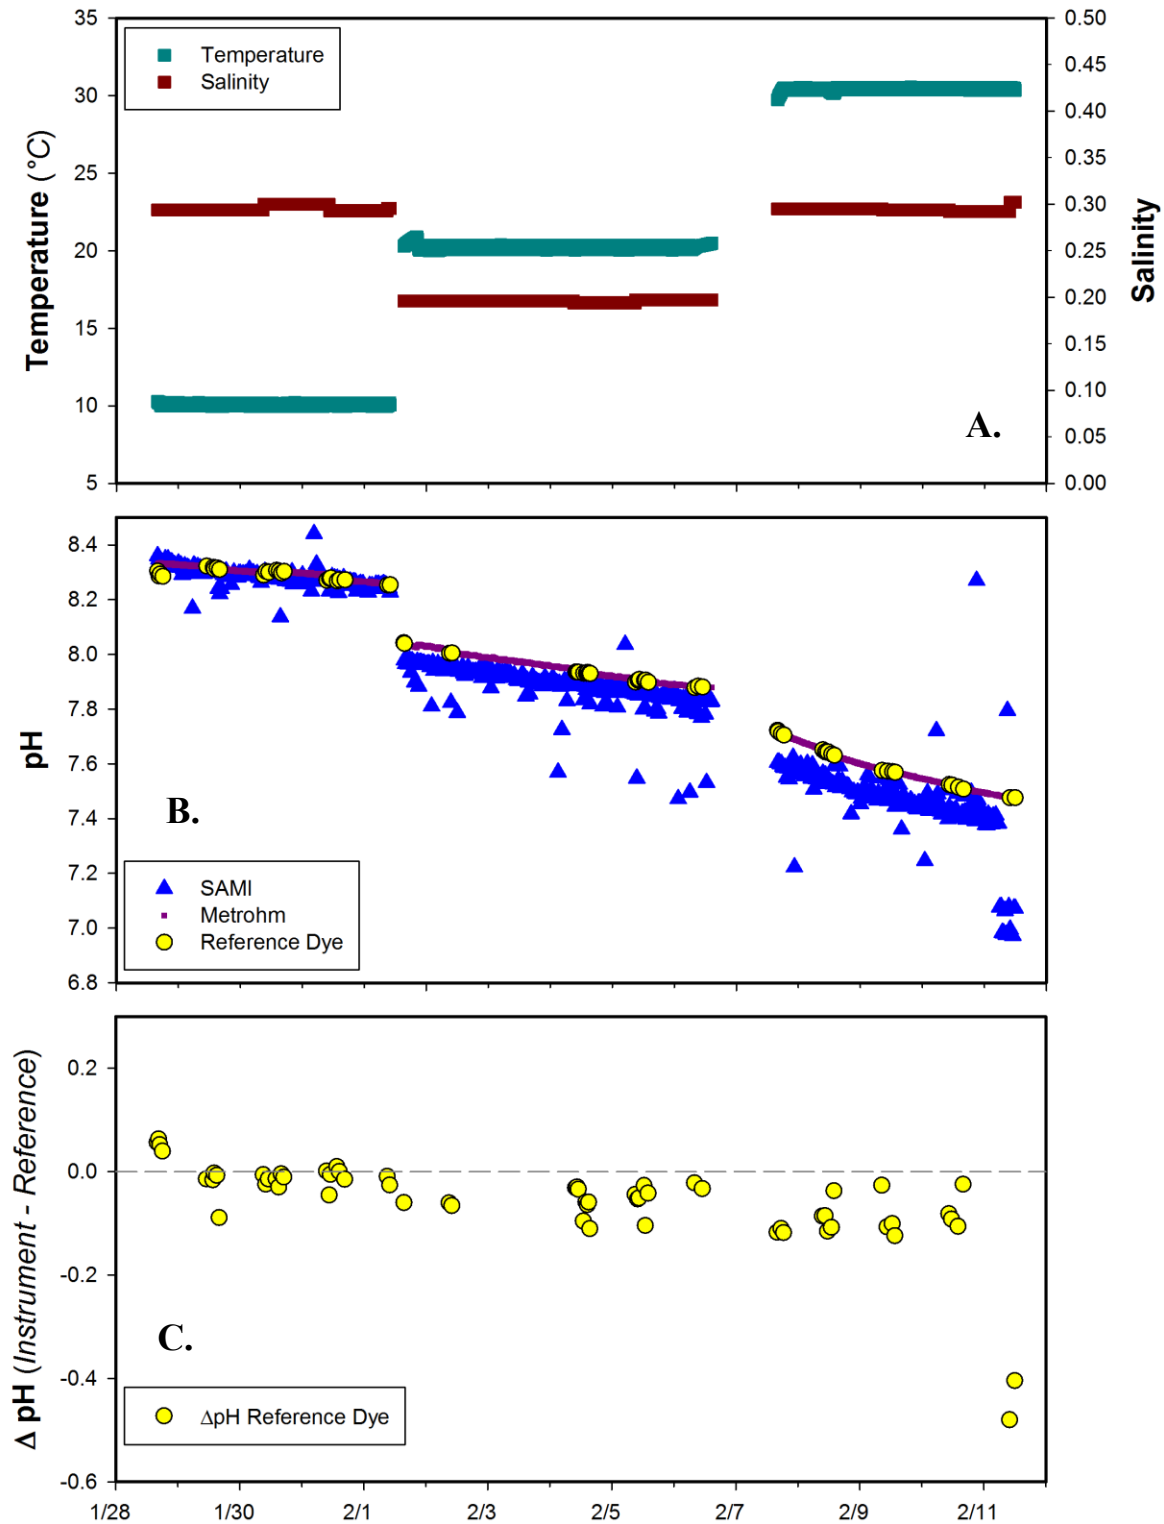 35
30
25
20
15
10
5
Temperature (°C)
Temperature
Salinity
0.50
0.45
0.40
0.35
0.30
0.25
0.20
0.15
0.10
0.05
0.00
Salinity
A.
8.4
8.2
8.0
7.8
7.6
7.4
7.2
7.0
6.8
pH
B.
SAMI
Metrohm
Reference Dye
0.2
0.0
-0.2
-0.4
-0.6
Δ pH (Instrument - Reference)
C.
ΔpH Reference Dye
1/28 1/30 2/1 2/3 2/5 2/7 2/9 2/11